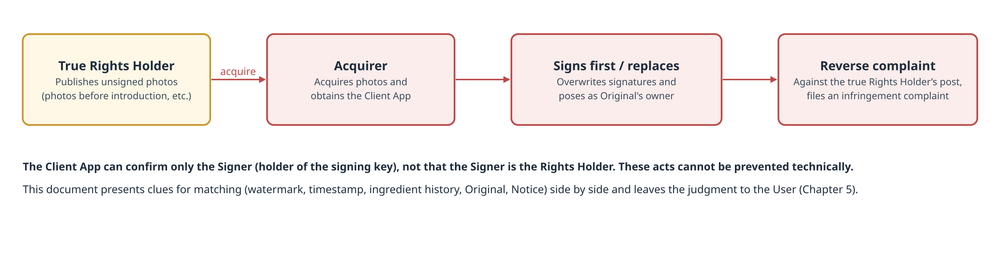 True Rights Holder
Publishes unsigned photos
(photos before introduction, etc.)
acquire
Acquirer
Acquires photos and
obtains the Client App
Signs first / replaces
Overwrites signatures and
poses as Original's owner
Reverse complaint
Against the true Rights Holder’s post,
files an infringement complaint
The Client App can confirm only the Signer (holder of the signing key), not that the Signer is the Rights Holder. These acts cannot be prevented technically.
This document presents clues for matching (watermark, timestamp, ingredient history, Original, Notice) side by side and leaves the judgment to the User (Chapter 5).